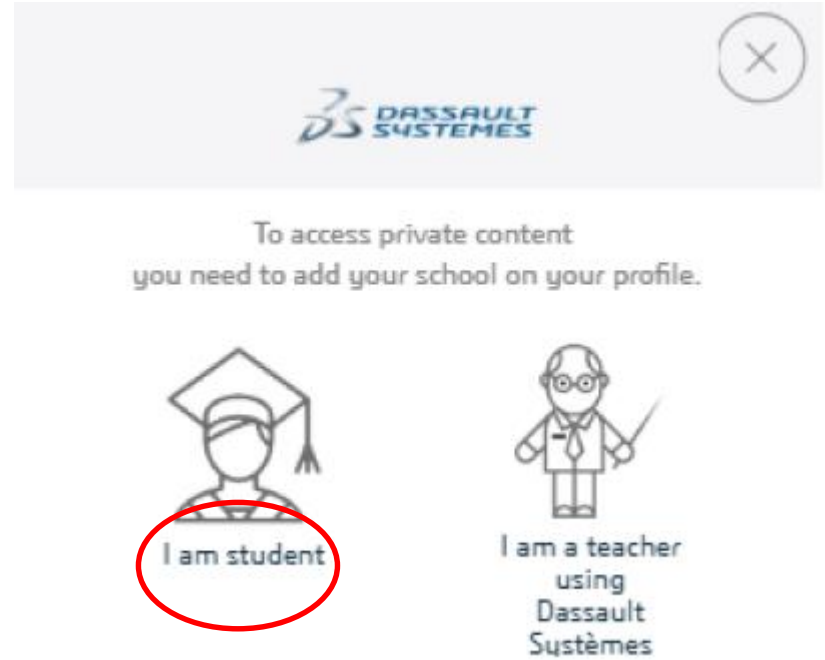 DASSAULT
SYSTEMES
To access private content
you need to add your school on your profile.
I am student
I am a teacher
using
Dassault
Systèmes